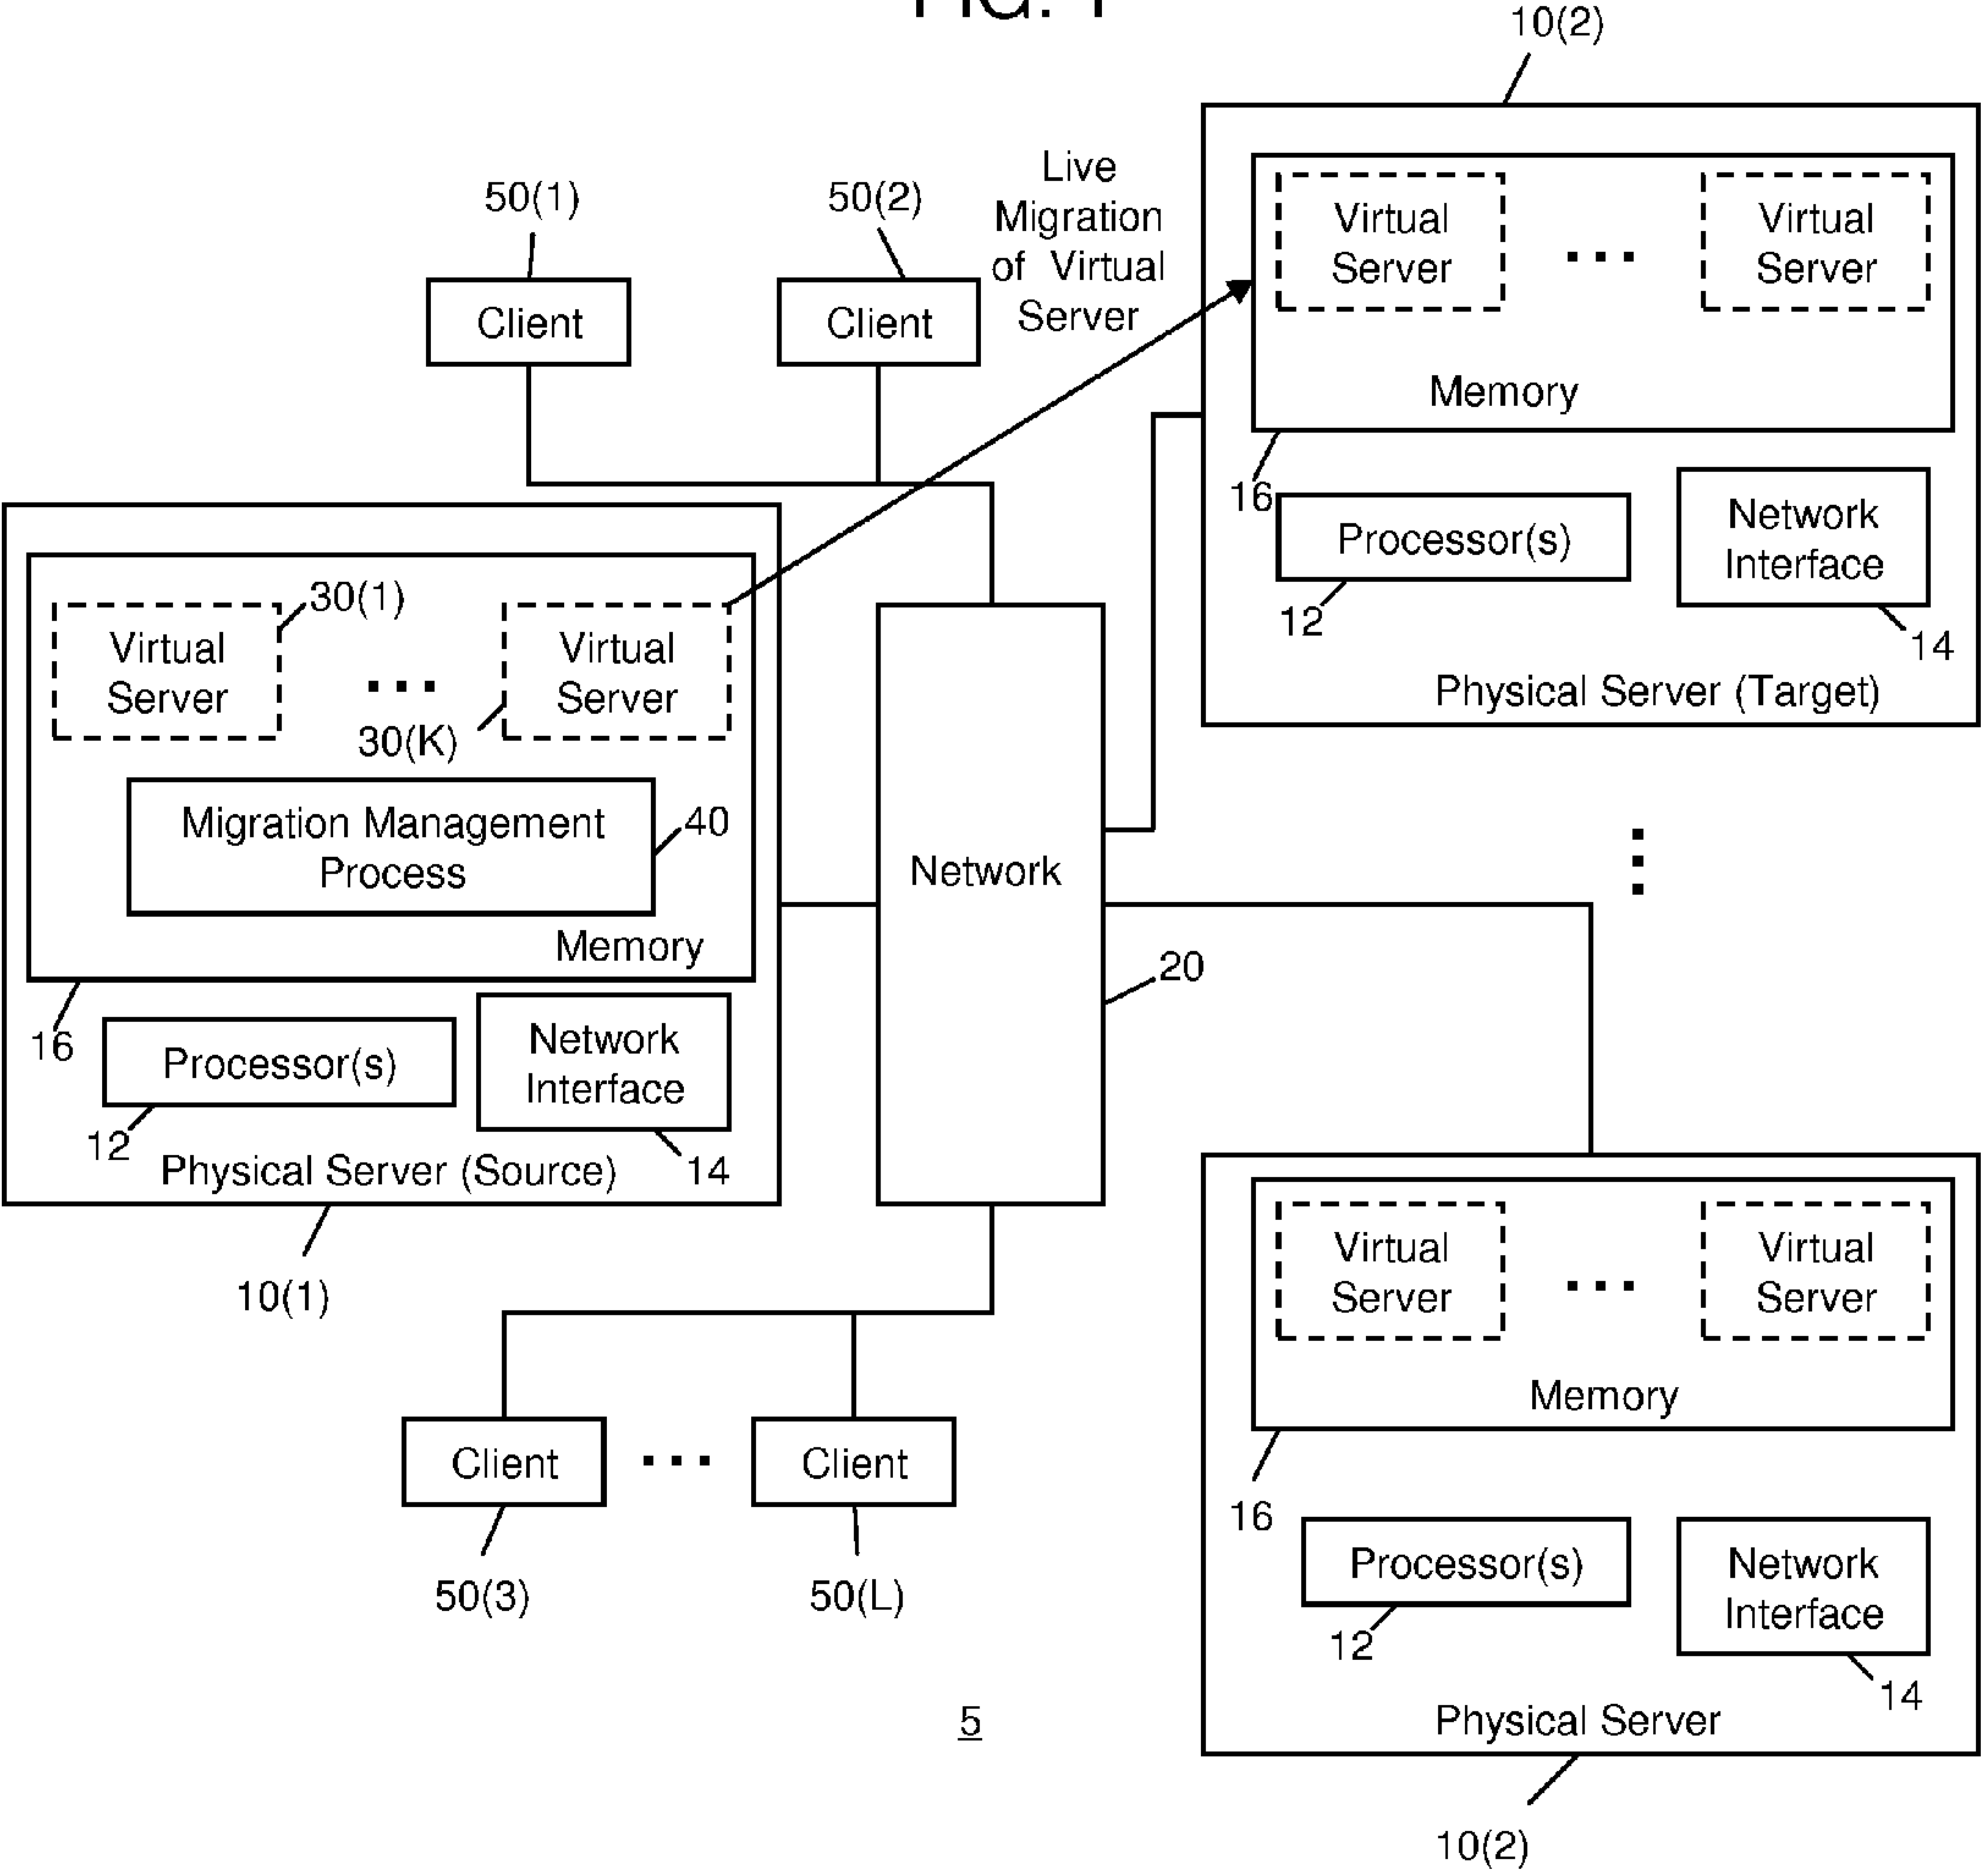 FIG. 1
10(2)
50(1)
50(2)
Live
Migration
of Virtual
Server
Client
Client
Virtual
Server
...
Virtual
Server
Memory
16
Processor(s)
12
Network
Interface
14
Physical Server (Target)
Virtual
Server
30(1)
...
30(K)
Virtual
Server
Migration Management
Process
40
Memory
16
Processor(s)
12
Network
Interface
14
Physical Server (Source)
10(1)
Network
20
Client
...
Client
50(3)
50(L)
Virtual
Server
...
Virtual
Server
Memory
16
Processor(s)
12
Network
Interface
14
Physical Server
10(2)
5